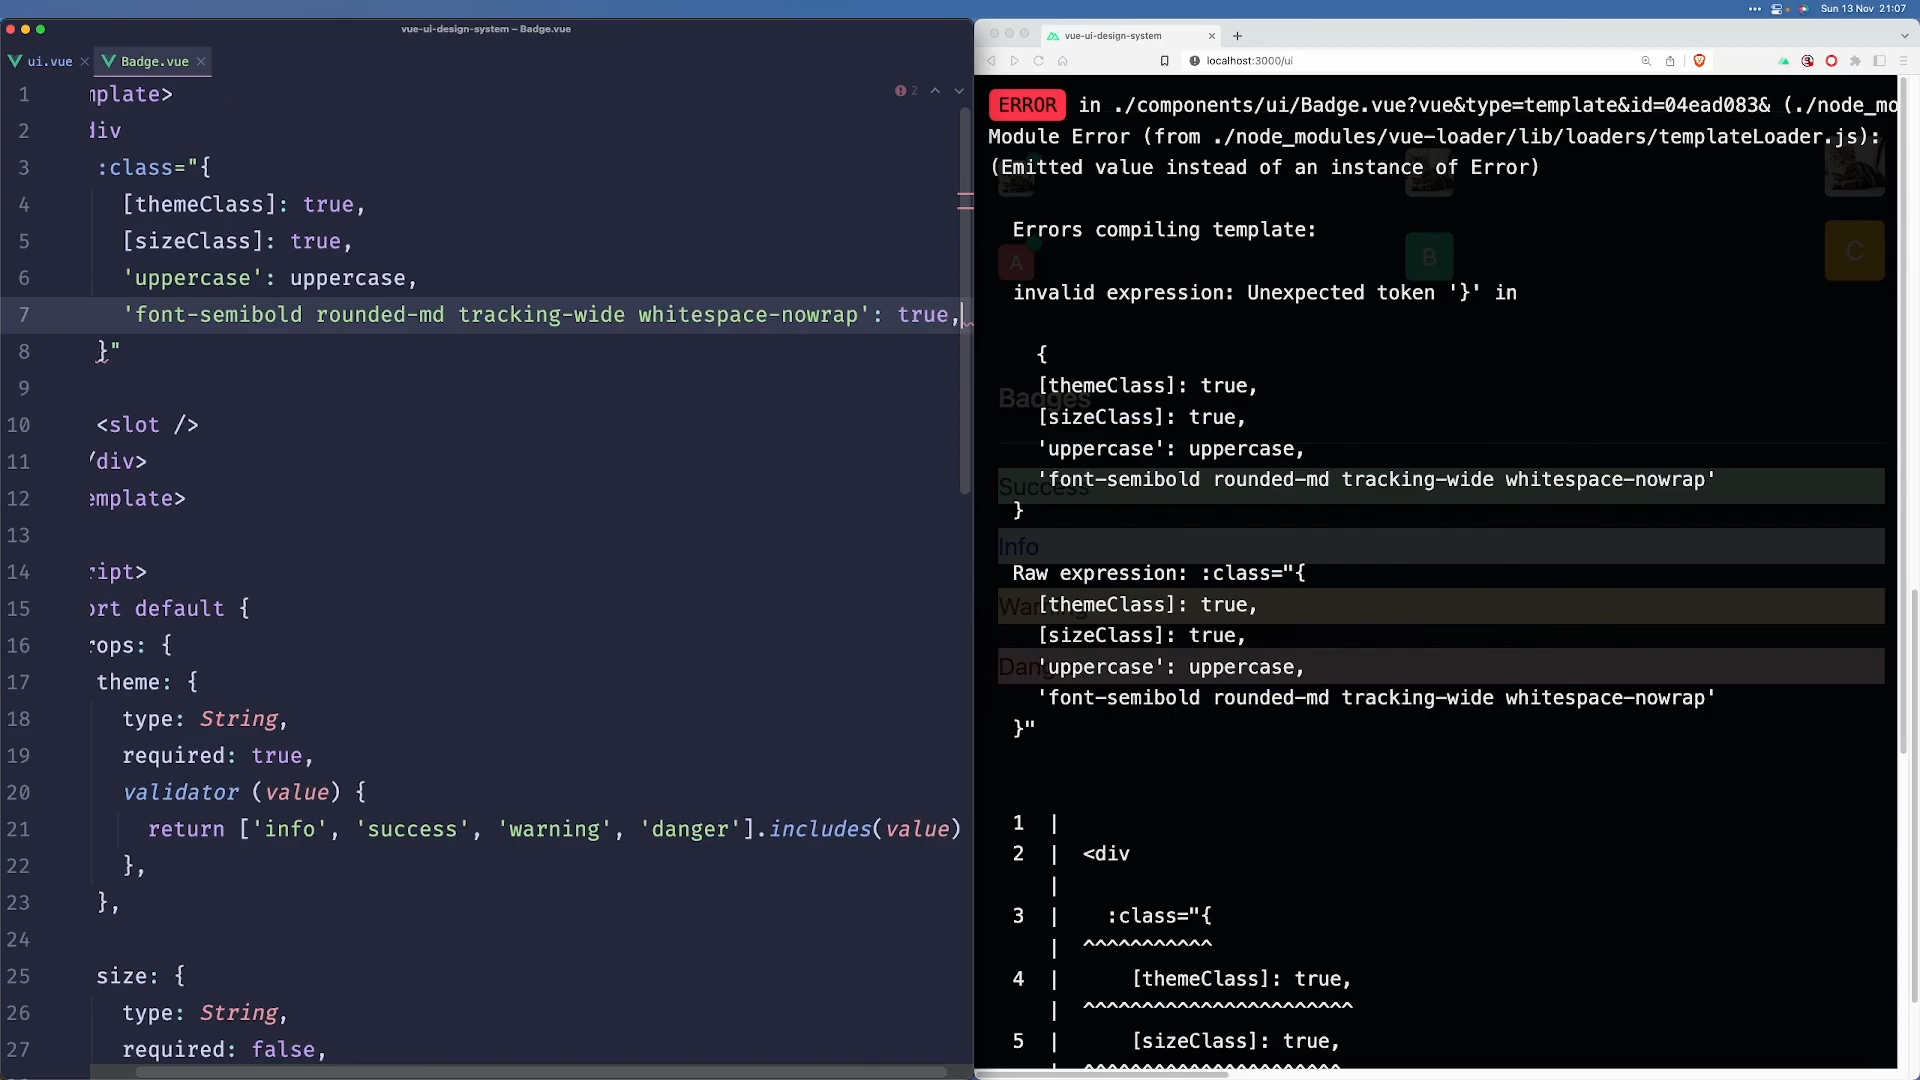 Sun 13 Nov 21:07
vue-ui-design-system – Badge.vue
ui.vue
Badge.vue
2
1 mplate>
2 div
3 :class="{
4 [themeClass]: true,
5 [sizeClass]: true,
6 'uppercase': uppercase,
7 'font-semibold rounded-md tracking-wide whitespace-nowrap': true,
8 }"
9
10 <slot />
11 /div>
12 emplate>
13
14 ript>
15 ort default {
16 rops: {
17 theme: {
18 type: String,
19 required: true,
20 validator (value) {
21 return ['info', 'success', 'warning', 'danger'].includes(value)
22 },
23 },
24
25 size: {
26 type: String,
27 required: false,
vue-ui-design-system
localhost:3000/ui
ERROR in ./components/ui/Badge.vue?vue&type=template&id=04ead083& (./node_mo
Module Error (from ./node_modules/vue-loader/lib/loaders/templateLoader.js):
(Emitted value instead of an instance of Error)
Errors compiling template:
A B C
invalid expression: Unexpected token '}' in
{
[themeClass]: true,
Badges
[sizeClass]: true,
'uppercase': uppercase,
'font-semibold rounded-md tracking-wide whitespace-nowrap'
Success
}
Info
Raw expression: :class="{
[themeClass]: true,
[sizeClass]: true,
'uppercase': uppercase,
'font-semibold rounded-md tracking-wide whitespace-nowrap'
}"
1 |
2 | <div
|
3 | :class="{
| ^^^^^^^^^^^
4 | [themeClass]: true,
| ^^^^^^^^^^^^^^^^^^^^^^^
5 | [sizeClass]: true,
| ^^^^^^^^^^^^^^^^^^^^^^